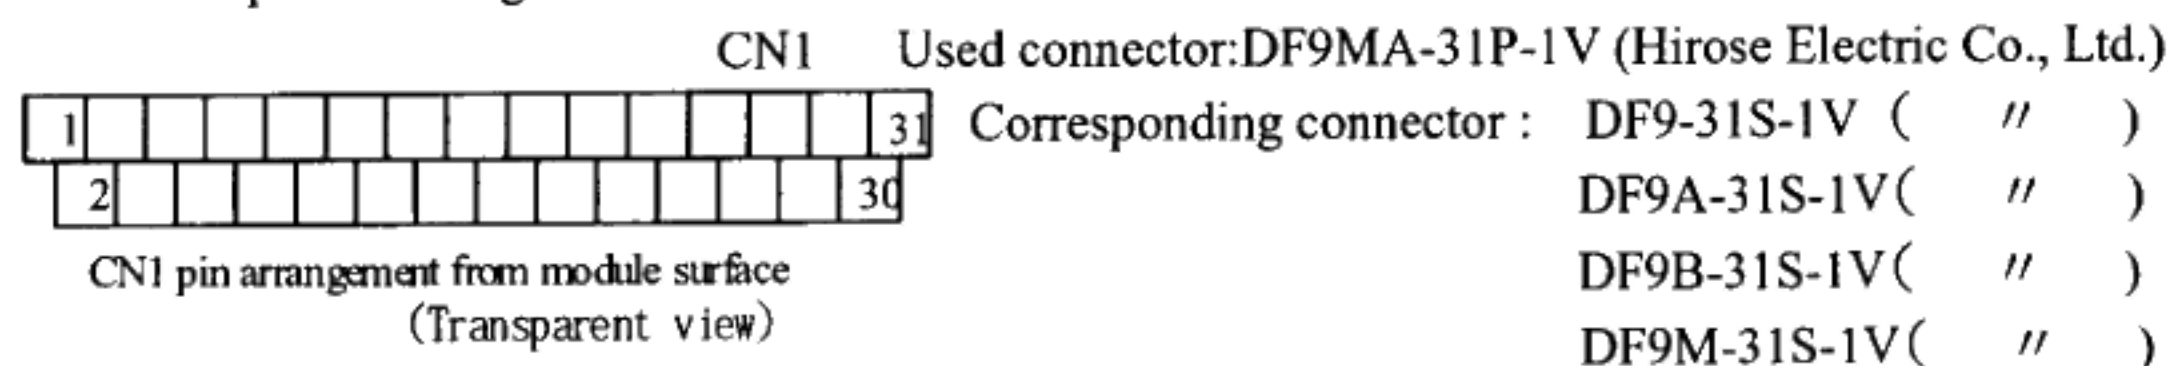 CN1 Used connector:DF9MA-31P-1V (Hirose Electric Co., Ltd.)
1 31 Corresponding connector : DF9-31S-1V ( 〃 )
2 30 DF9A-31S-1V( 〃 )
CN1 pin arrangement from module surface DF9B-31S-1V( 〃 )
(Transparent view) DF9M-31S-1V( 〃 )